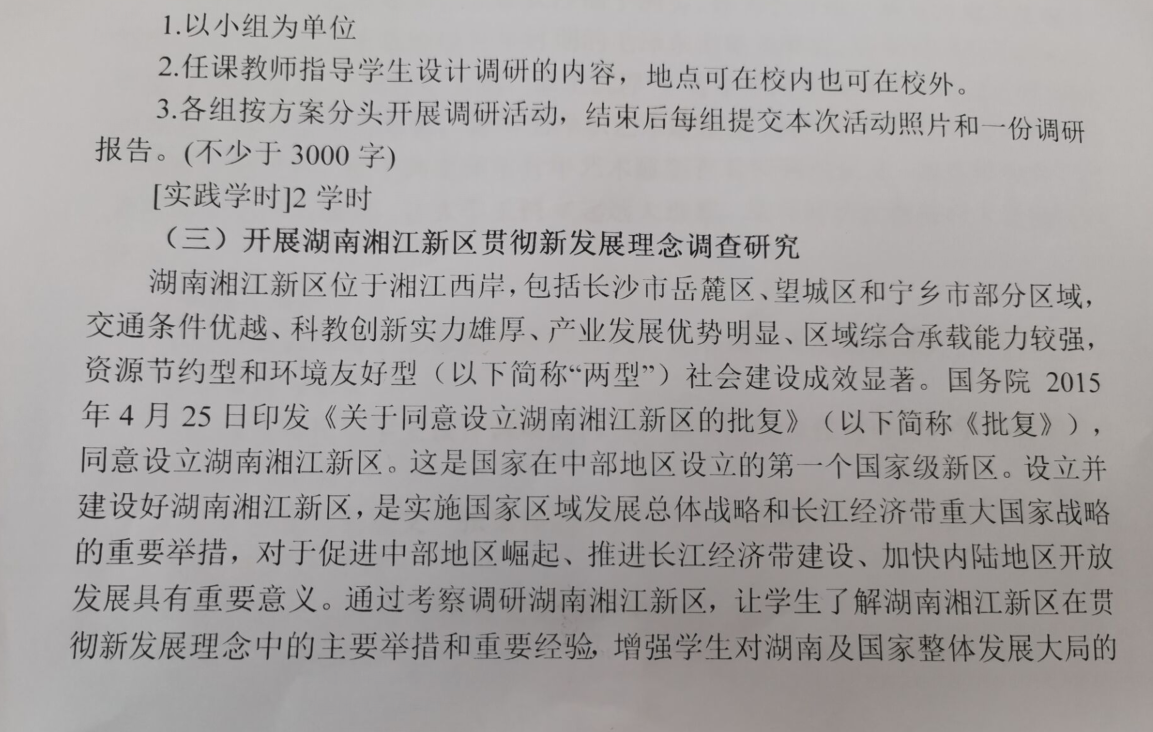 1.以小组为单位
2.任课教师指导学生设计调研的内容，地点可在校内也可在校外。
3.各组按方案分头开展调研活动，结束后每组提交本次活动照片和一份调研
报告。(不少于 3000 字)
[实践学时]2 学时
（三）开展湖南湘江新区贯彻新发展理念调查研究
湖南湘江新区位于湘江西岸，包括长沙市岳麓区、望城区和宁乡市部分区域，
交通条件优越、科教创新实力雄厚、产业发展优势明显、区域综合承载能力较强，
资源节约型和环境友好型（以下简称“两型”）社会建设成效显著。国务院 2015
年 4 月 25 日印发《关于同意设立湖南湘江新区的批复》（以下简称《批复》），
同意设立湖南湘江新区。这是国家在中部地区设立的第一个国家级新区。设立并
建设好湖南湘江新区，是实施国家区域发展总体战略和长江经济带重大国家战略
的重要举措，对于促进中部地区崛起、推进长江经济带建设、加快内陆地区开放
发展具有重要意义。通过考察调研湖南湘江新区，让学生了解湖南湘江新区在贯
彻新发展理念中的主要举措和重要经验，增强学生对湖南及国家整体发展大局的